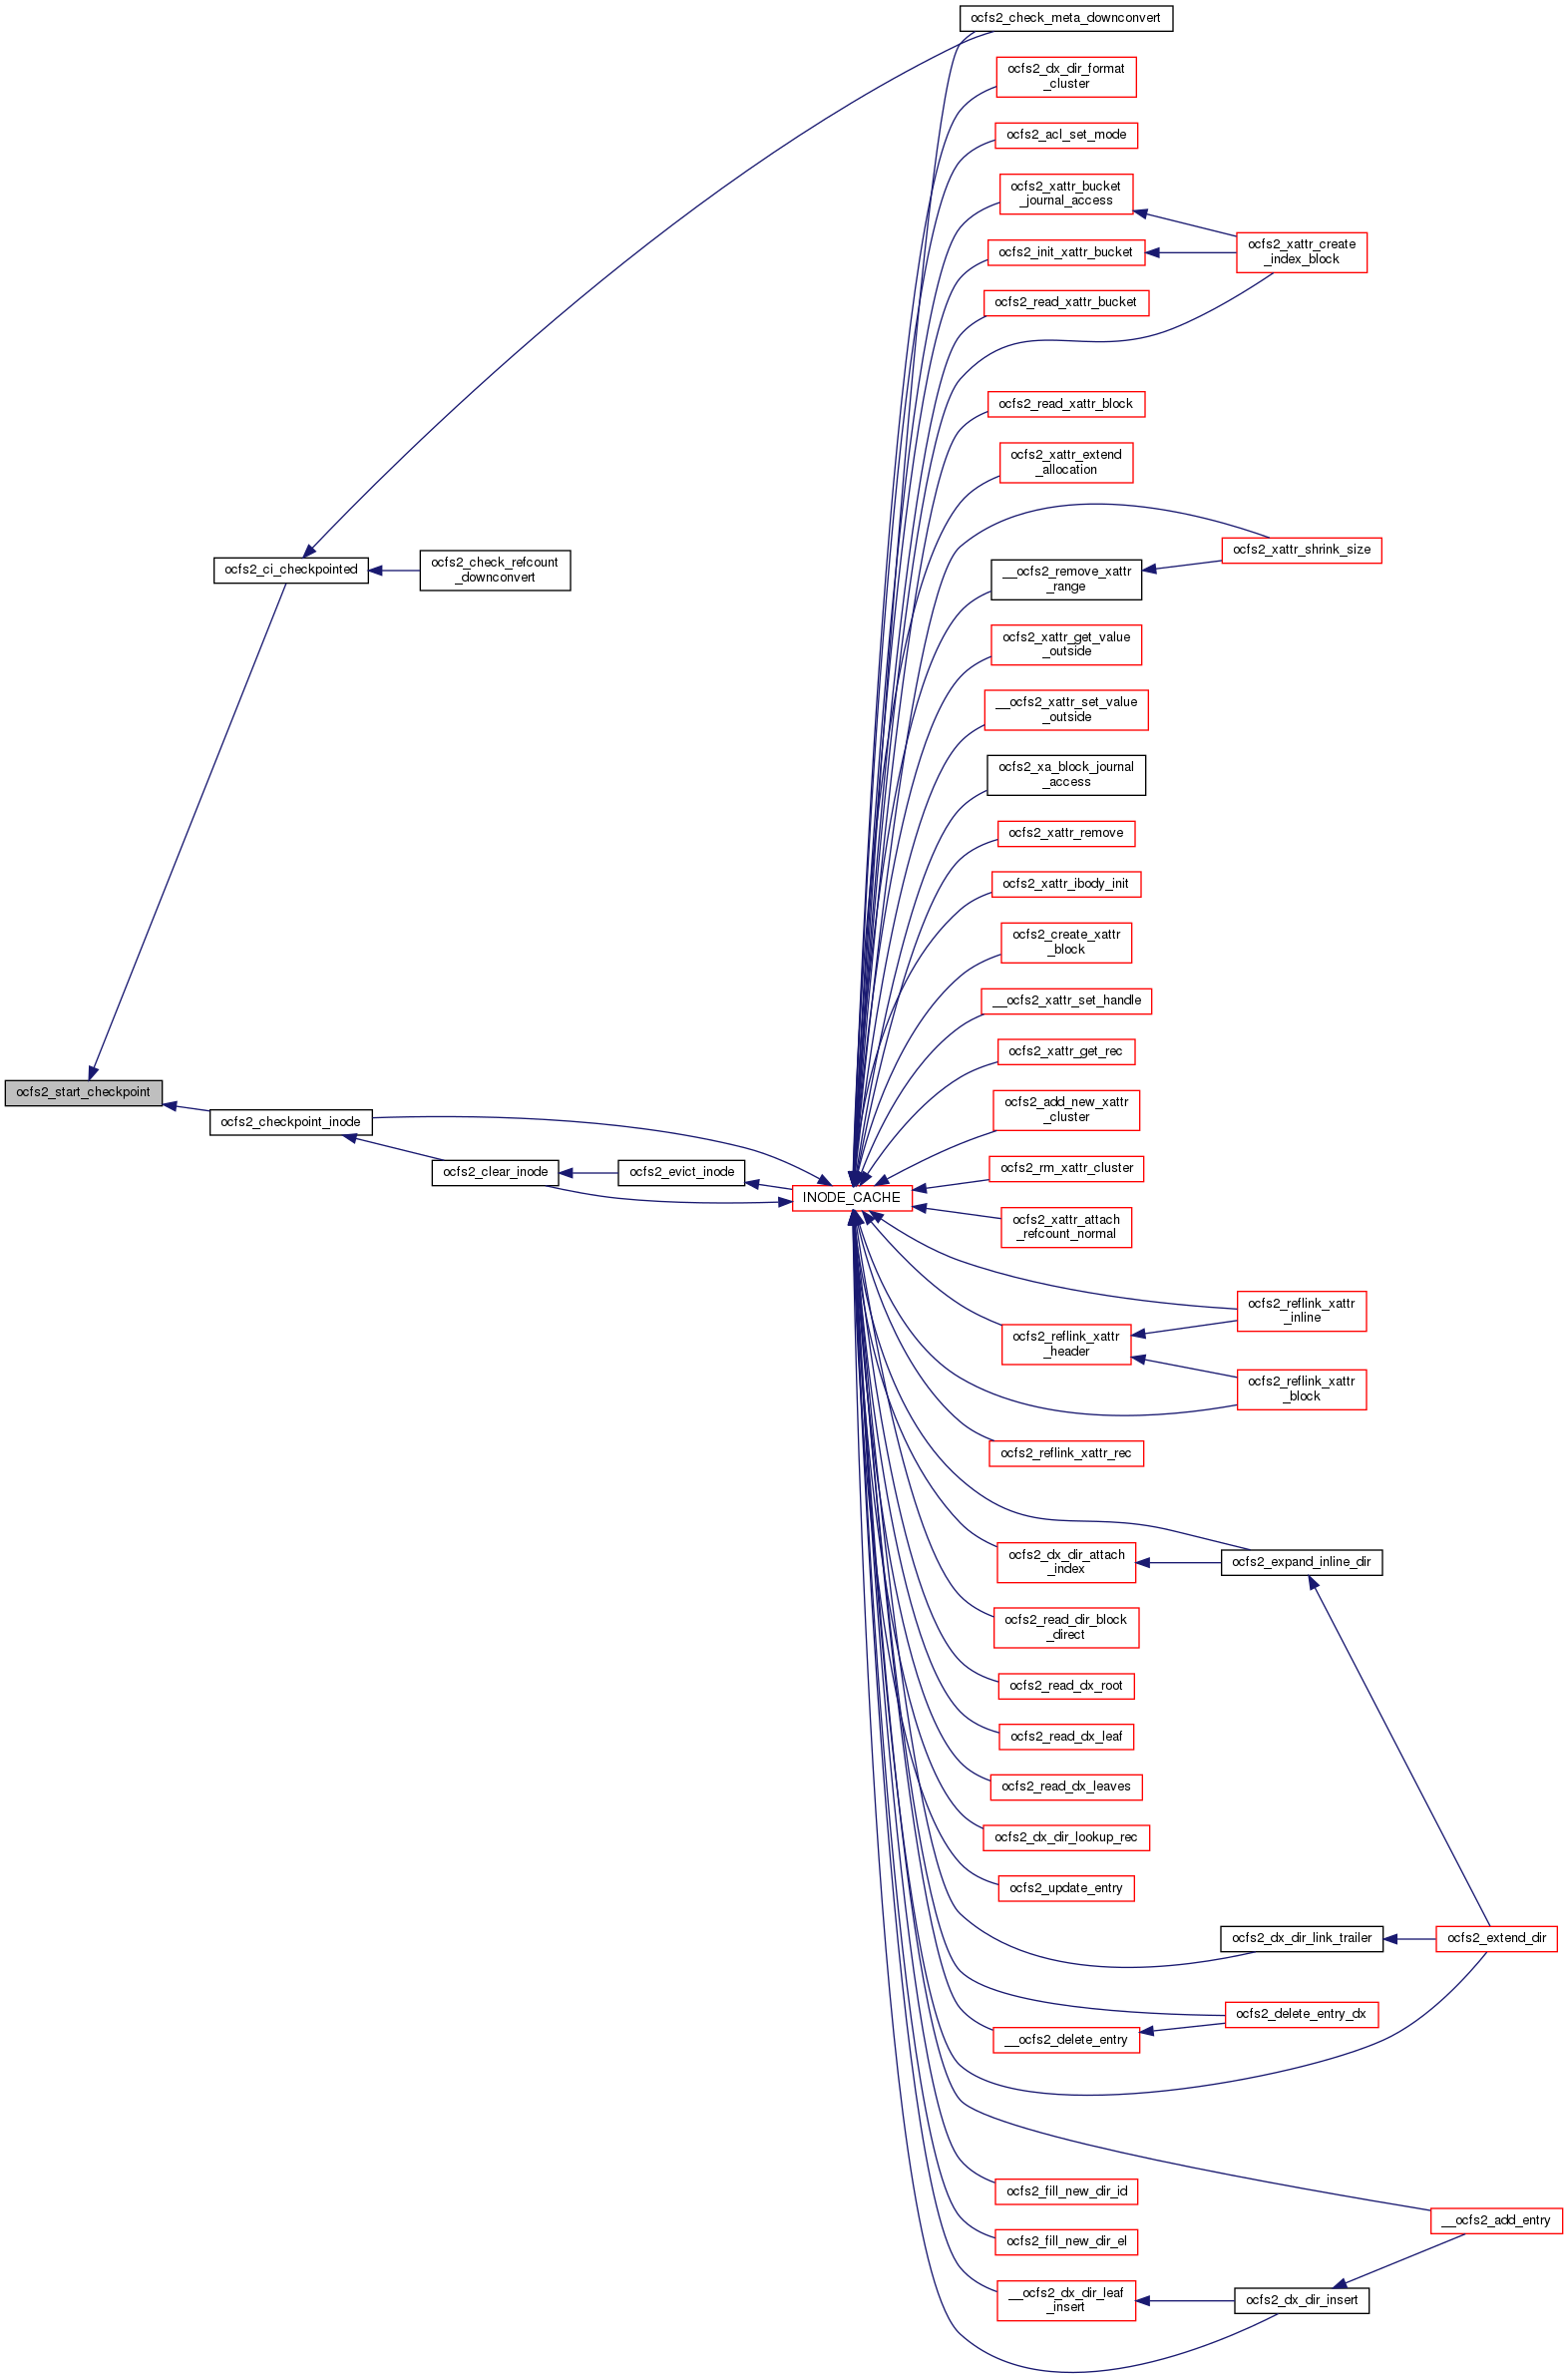 ocfs2_check_meta_downconvert
ocfs2_dx_dir_format
_cluster
ocfs2_acl_set_mode
ocfs2_xattr_bucket
_journal_access
ocfs2_xattr_create
_index_block
ocfs2_init_xattr_bucket
ocfs2_read_xattr_bucket
ocfs2_read_xattr_block
ocfs2_xattr_extend
_allocation
ocfs2_xattr_shrink_size
ocfs2_ci_checkpointed
ocfs2_check_refcount
_downconvert
__ocfs2_remove_xattr
_range
ocfs2_xattr_get_value
_outside
__ocfs2_xattr_set_value
_outside
ocfs2_xa_block_journal
_access
ocfs2_xattr_remove
ocfs2_xattr_ibody_init
ocfs2_create_xattr
_block
__ocfs2_xattr_set_handle
ocfs2_xattr_get_rec
ocfs2_start_checkpoint
ocfs2_checkpoint_inode
ocfs2_add_new_xattr
_cluster
ocfs2_clear_inode
ocfs2_evict_inode
ocfs2_rm_xattr_cluster
INODE_CACHE
ocfs2_xattr_attach
_refcount_normal
ocfs2_reflink_xattr
_inline
ocfs2_reflink_xattr
_header
ocfs2_reflink_xattr
_block
ocfs2_reflink_xattr_rec
ocfs2_dx_dir_attach
_index
ocfs2_expand_inline_dir
ocfs2_read_dir_block
_direct
ocfs2_read_dx_root
ocfs2_read_dx_leaf
ocfs2_read_dx_leaves
ocfs2_dx_dir_lookup_rec
ocfs2_update_entry
ocfs2_dx_dir_link_trailer
ocfs2_extend_dir
ocfs2_delete_entry_dx
__ocfs2_delete_entry
ocfs2_fill_new_dir_id
__ocfs2_add_entry
ocfs2_fill_new_dir_el
__ocfs2_dx_dir_leaf
_insert
ocfs2_dx_dir_insert